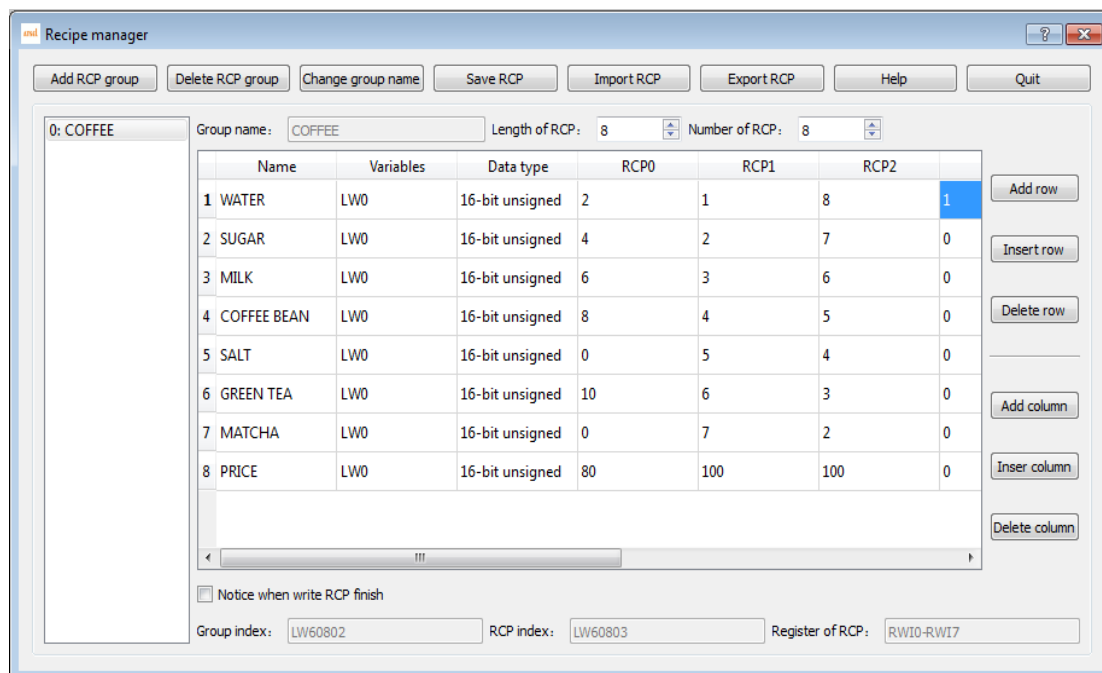 asd Recipe manager ?
Add RCP group Delete RCP group Change group name Save RCP Import RCP Export RCP Help Quit
0: COFFEE Group name: COFFEE Length of RCP: 8 Number of RCP: 8
Name Variables Data type RCP0 RCP1 RCP2
1 WATER LW0 16-bit unsigned 2 1 8 1 Add row
2 SUGAR LW0 16-bit unsigned 4 2 7 0 Insert row
3 MILK LW0 16-bit unsigned 6 3 6 0
4 COFFEE BEAN LW0 16-bit unsigned 8 4 5 0 Delete row
5 SALT LW0 16-bit unsigned 0 5 4 0
6 GREEN TEA LW0 16-bit unsigned 10 6 3 0 Add column
7 MATCHA LW0 16-bit unsigned 0 7 2 0
8 PRICE LW0 16-bit unsigned 80 100 100 0 Inser column
Delete column
Notice when write RCP finish
Group index: LW60802 RCP index: LW60803 Register of RCP: RWI0-RWI7